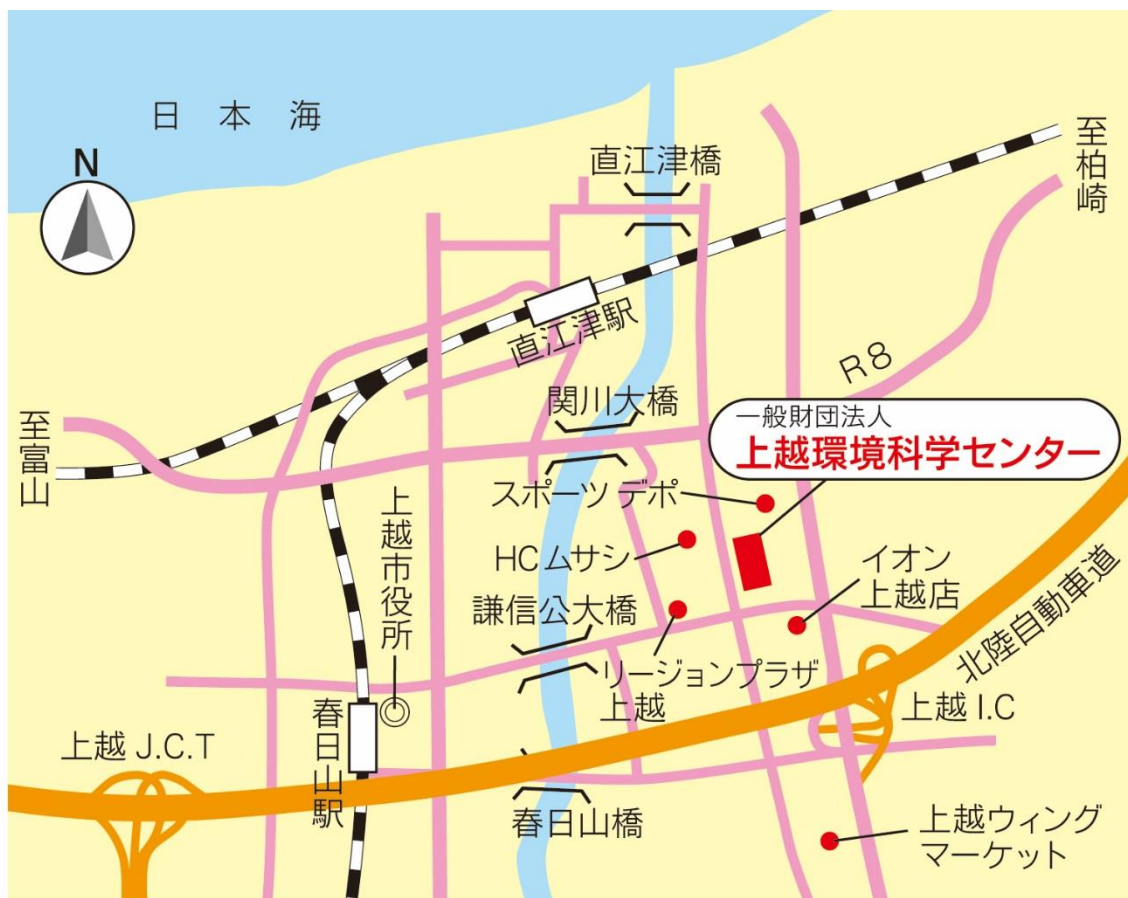 日本海
N
直江津橋
至柏崎
直江津駅
R8
関川大橋
一般財団法人
上越環境科学センター
至富山
スポーツデポ
上越市役所
HCムサシ
イオン
上越店
謙信公大橋
北陸自動車道
リージョンプラザ
上越
春日山駅
上越 J.C.T
上越 I.C
春日山橋
上越ウィング
マーケット